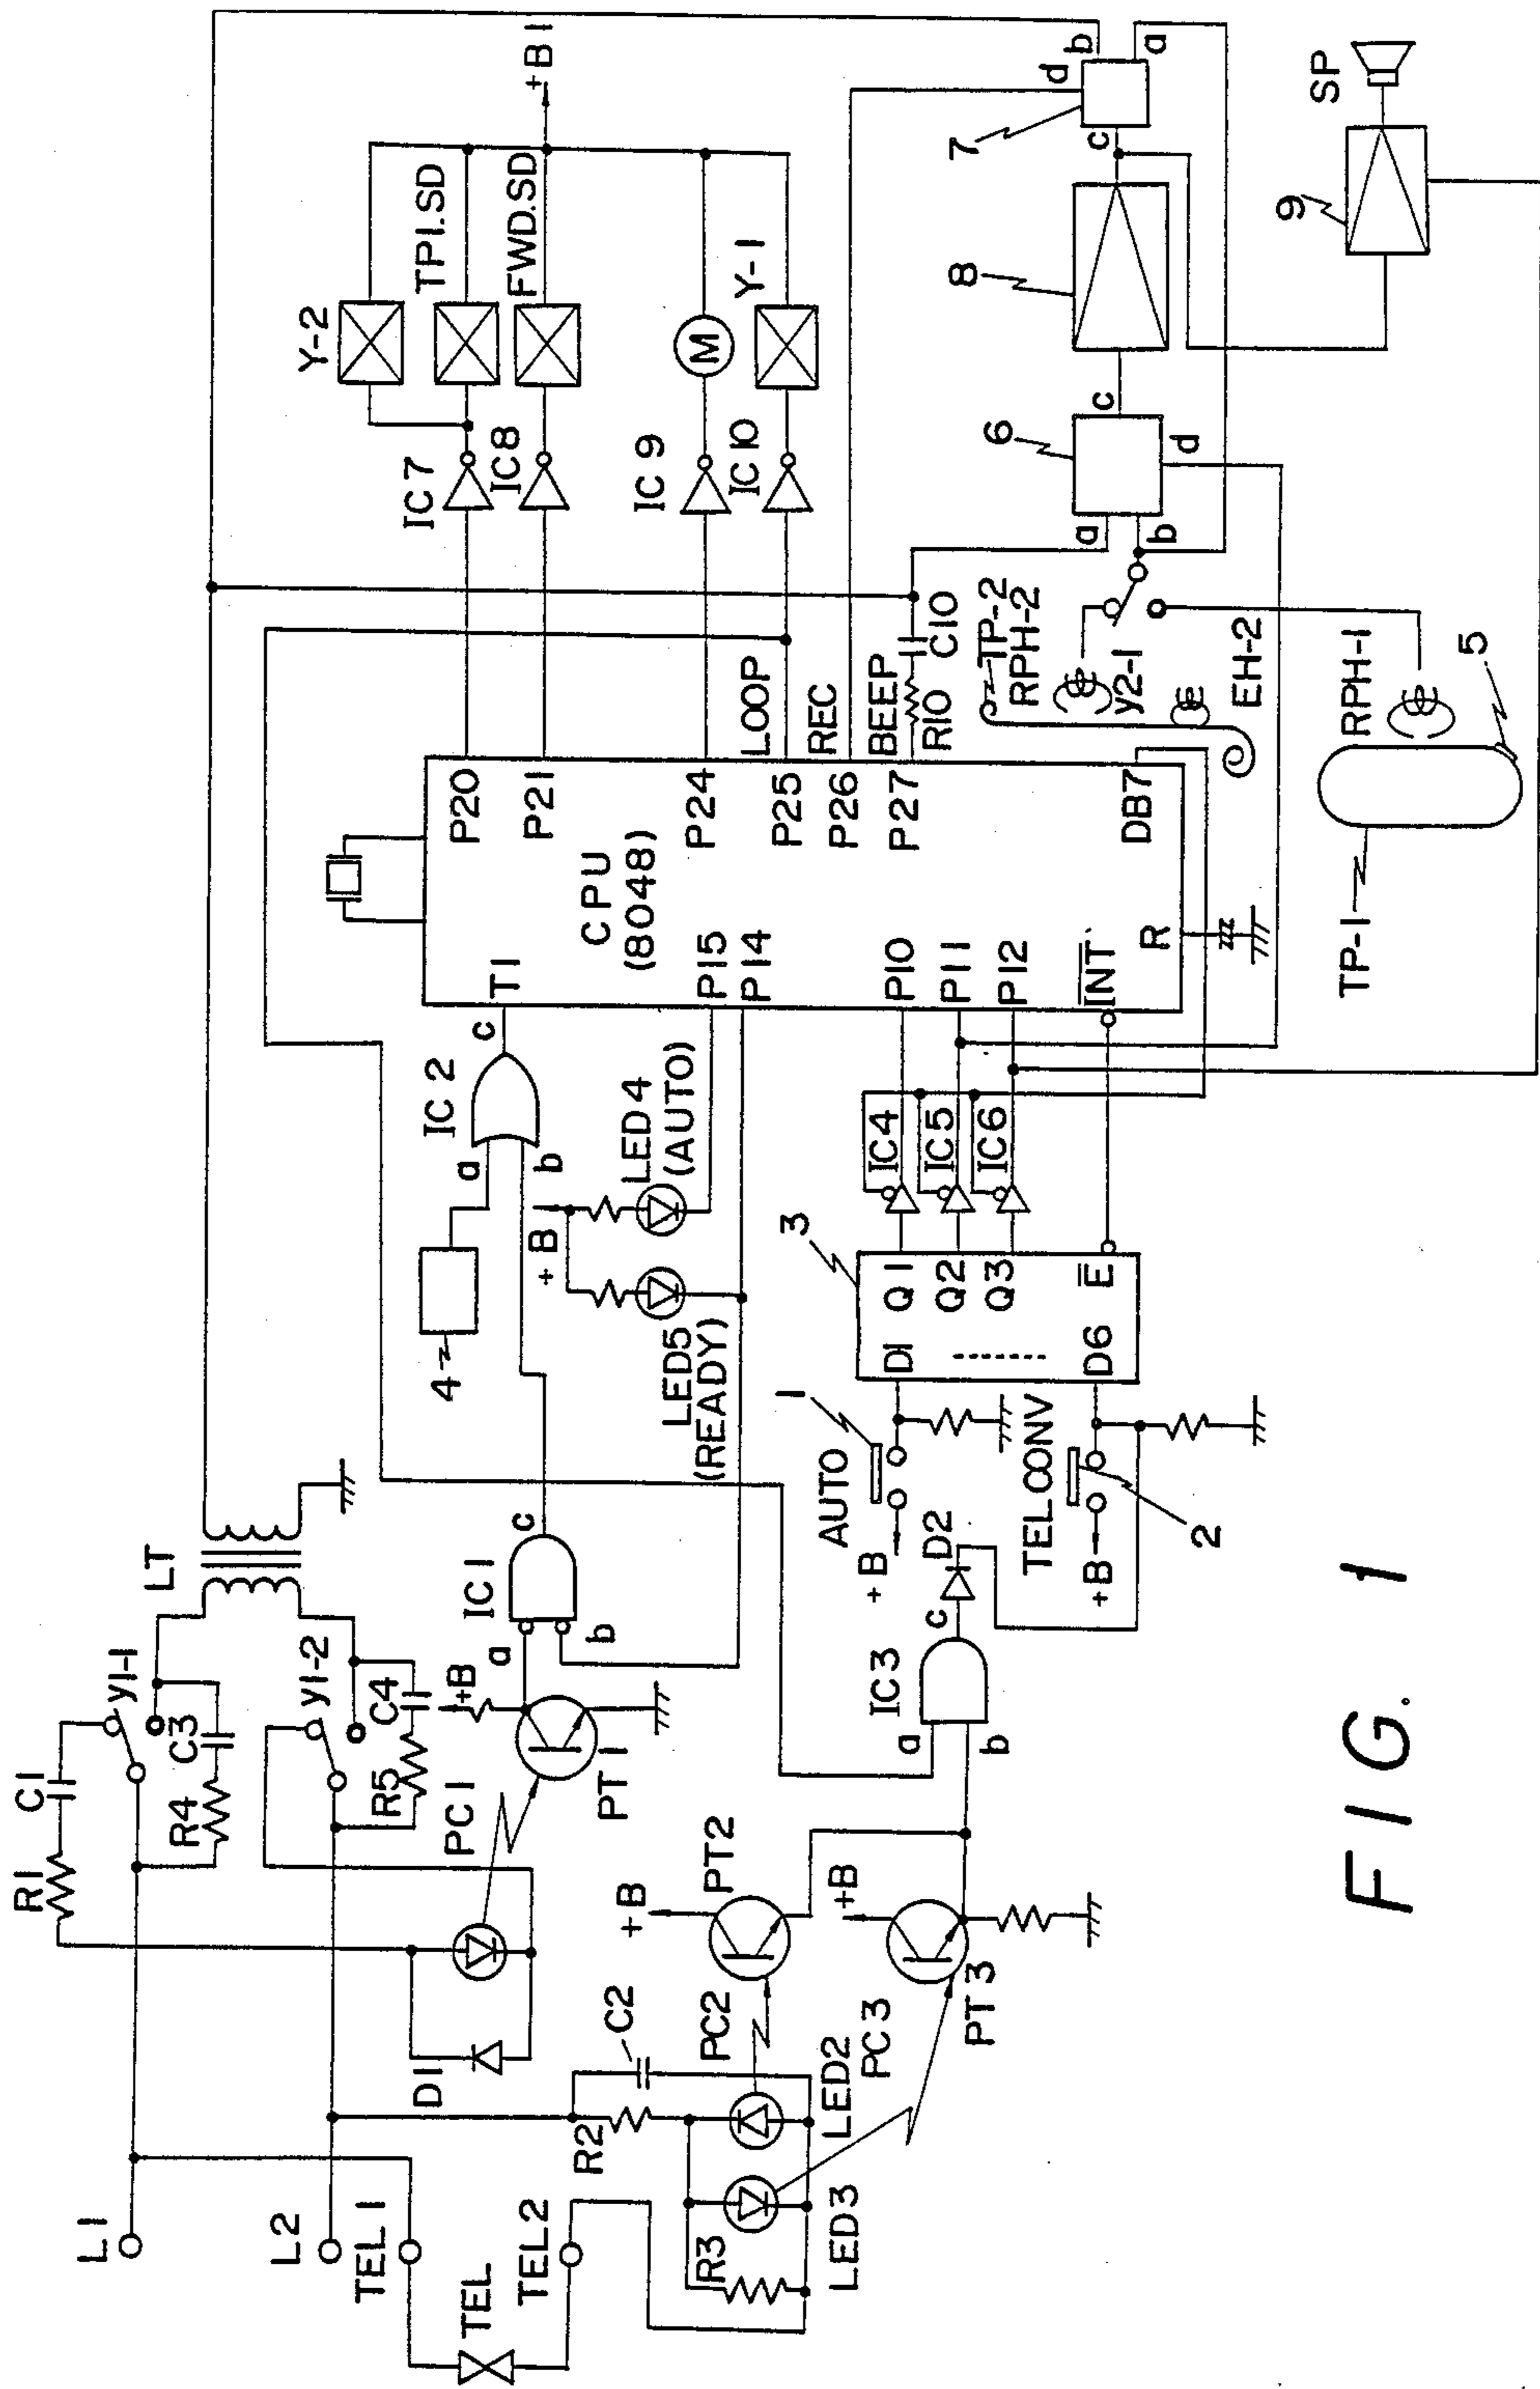 L1
L2
TEL 1
TEL
TEL2
R1
C1
y1-1
R4
C3
LT
y1-2
R5
C4
+B
D1
PC1
PT1
a
b
c
IC1
R2
C2
R3
LED3
LED2
PC2
PT2
+B
PC3
PT3
+B
IC3
a
b
c
D2
4
a
b
c
IC2
+B
LED4
(AUTO)
LED5
(READY)
AUTO
1
+B
TELCONV
2
+B
3
D1
D6
Q1
Q2
Q3
E
IC4
IC5
IC6
CPU
(8048)
T1
P15
P14
P10
P11
P12
INT
R
P20
P21
P24
P25
P26
P27
DB7
LOOP
REC
BEEP
R10
C10
IC7
IC8
IC9
IC10
Y-2
TP1.SD
FWD.SD
M
Y-1
+B1
TP-2
RPH-2
y2-1
EH-2
RPH-1
5
TP-1
6
a
b
c
d
8
7
a
b
c
d
9
SP
FIG. 1